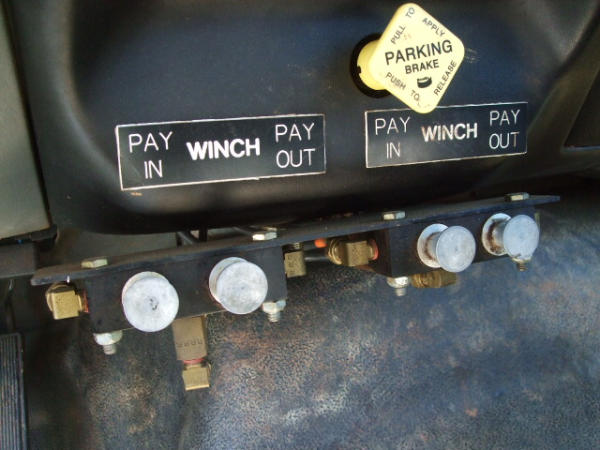 PULL TO APPLY
PARKING
BRAKE
PUSH TO RELEASE
PAY IN WINCH PAY OUT
PAY IN WINCH PAY OUT